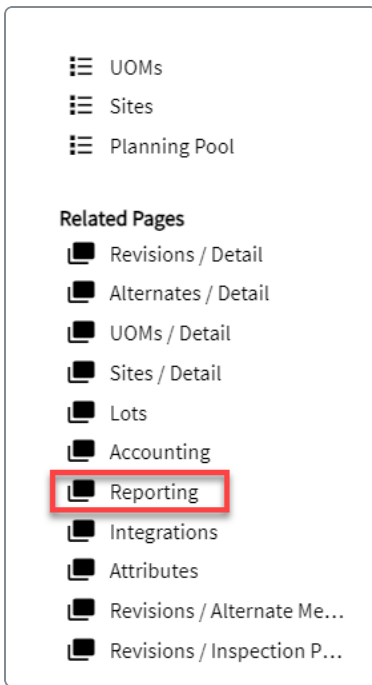 UOMs
Sites
Planning Pool
Related Pages
Revisions / Detail
Alternates / Detail
UOMs / Detail
Sites / Detail
Lots
Accounting
Reporting
Integrations
Attributes
Revisions / Alternate Me...
Revisions / Inspection P...